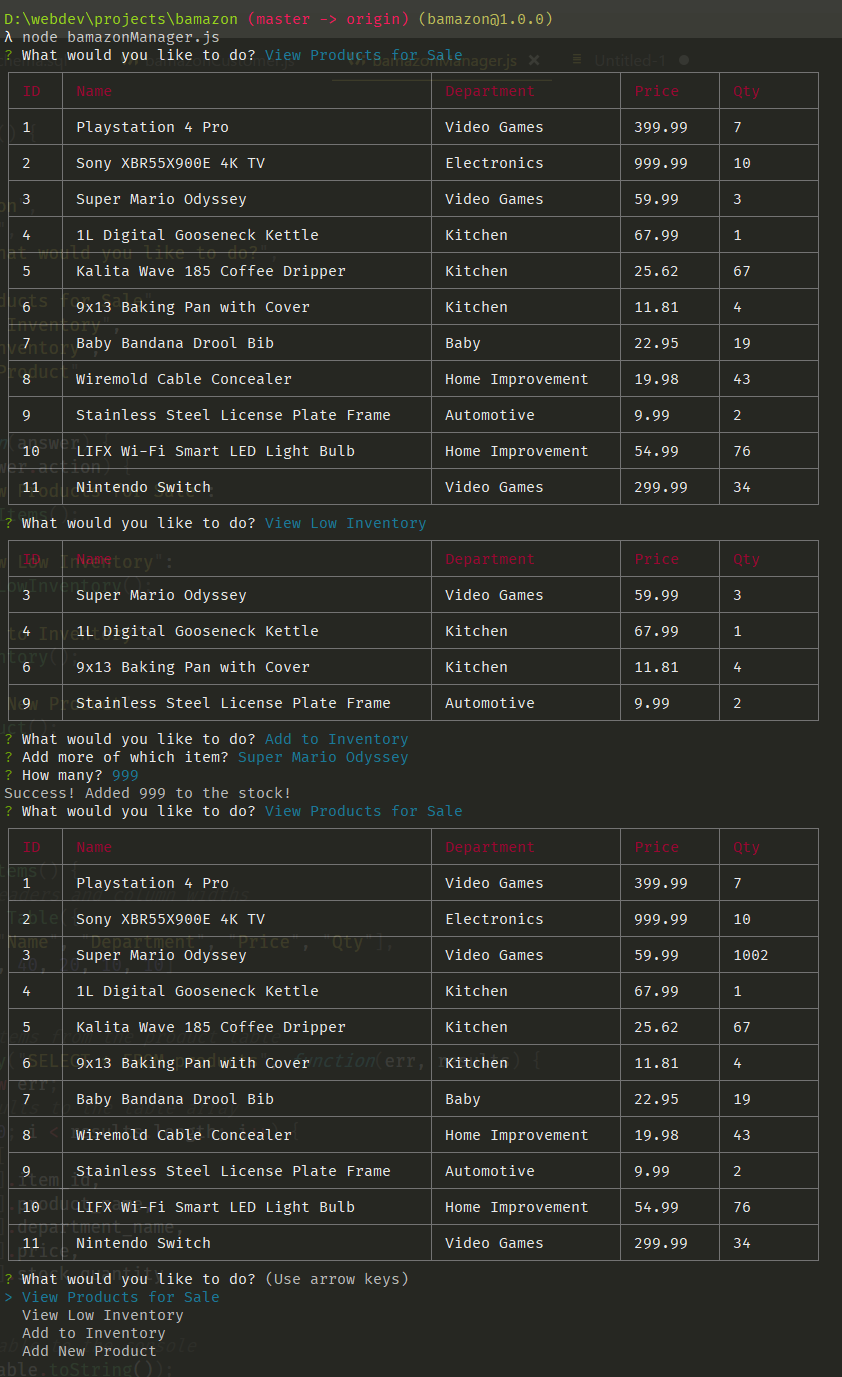 D:\webdev\projects\bamazon (master -> origin) (bamazon@1.0.0)
λ node bamazonManager.js
? What would you like to do? View Products for Sale
ID Name Department Price Qty
1 Playstation 4 Pro Video Games 399.99 7
2 Sony XBR55X900E 4K TV Electronics 999.99 10
3 Super Mario Odyssey Video Games 59.99 3
4 1L Digital Gooseneck Kettle Kitchen 67.99 1
5 Kalita Wave 185 Coffee Dripper Kitchen 25.62 67
6 9x13 Baking Pan with Cover Kitchen 11.81 4
7 Baby Bandana Drool Bib Baby 22.95 19
8 Wiremold Cable Concealer Home Improvement 19.98 43
9 Stainless Steel License Plate Frame Automotive 9.99 2
10 LIFX Wi-Fi Smart LED Light Bulb Home Improvement 54.99 76
11 Nintendo Switch Video Games 299.99 34
? What would you like to do? View Low Inventory
ID Name Department Price Qty
3 Super Mario Odyssey Video Games 59.99 3
4 1L Digital Gooseneck Kettle Kitchen 67.99 1
6 9x13 Baking Pan with Cover Kitchen 11.81 4
9 Stainless Steel License Plate Frame Automotive 9.99 2
? What would you like to do? Add to Inventory
? Add more of which item? Super Mario Odyssey
? How many? 999
Success! Added 999 to the stock!
? What would you like to do? View Products for Sale
ID Name Department Price Qty
1 Playstation 4 Pro Video Games 399.99 7
2 Sony XBR55X900E 4K TV Electronics 999.99 10
3 Super Mario Odyssey Video Games 59.99 1002
4 1L Digital Gooseneck Kettle Kitchen 67.99 1
5 Kalita Wave 185 Coffee Dripper Kitchen 25.62 67
6 9x13 Baking Pan with Cover Kitchen 11.81 4
7 Baby Bandana Drool Bib Baby 22.95 19
8 Wiremold Cable Concealer Home Improvement 19.98 43
9 Stainless Steel License Plate Frame Automotive 9.99 2
10 LIFX Wi-Fi Smart LED Light Bulb Home Improvement 54.99 76
11 Nintendo Switch Video Games 299.99 34
? What would you like to do? (Use arrow keys)
> View Products for Sale
View Low Inventory
Add to Inventory
Add New Product